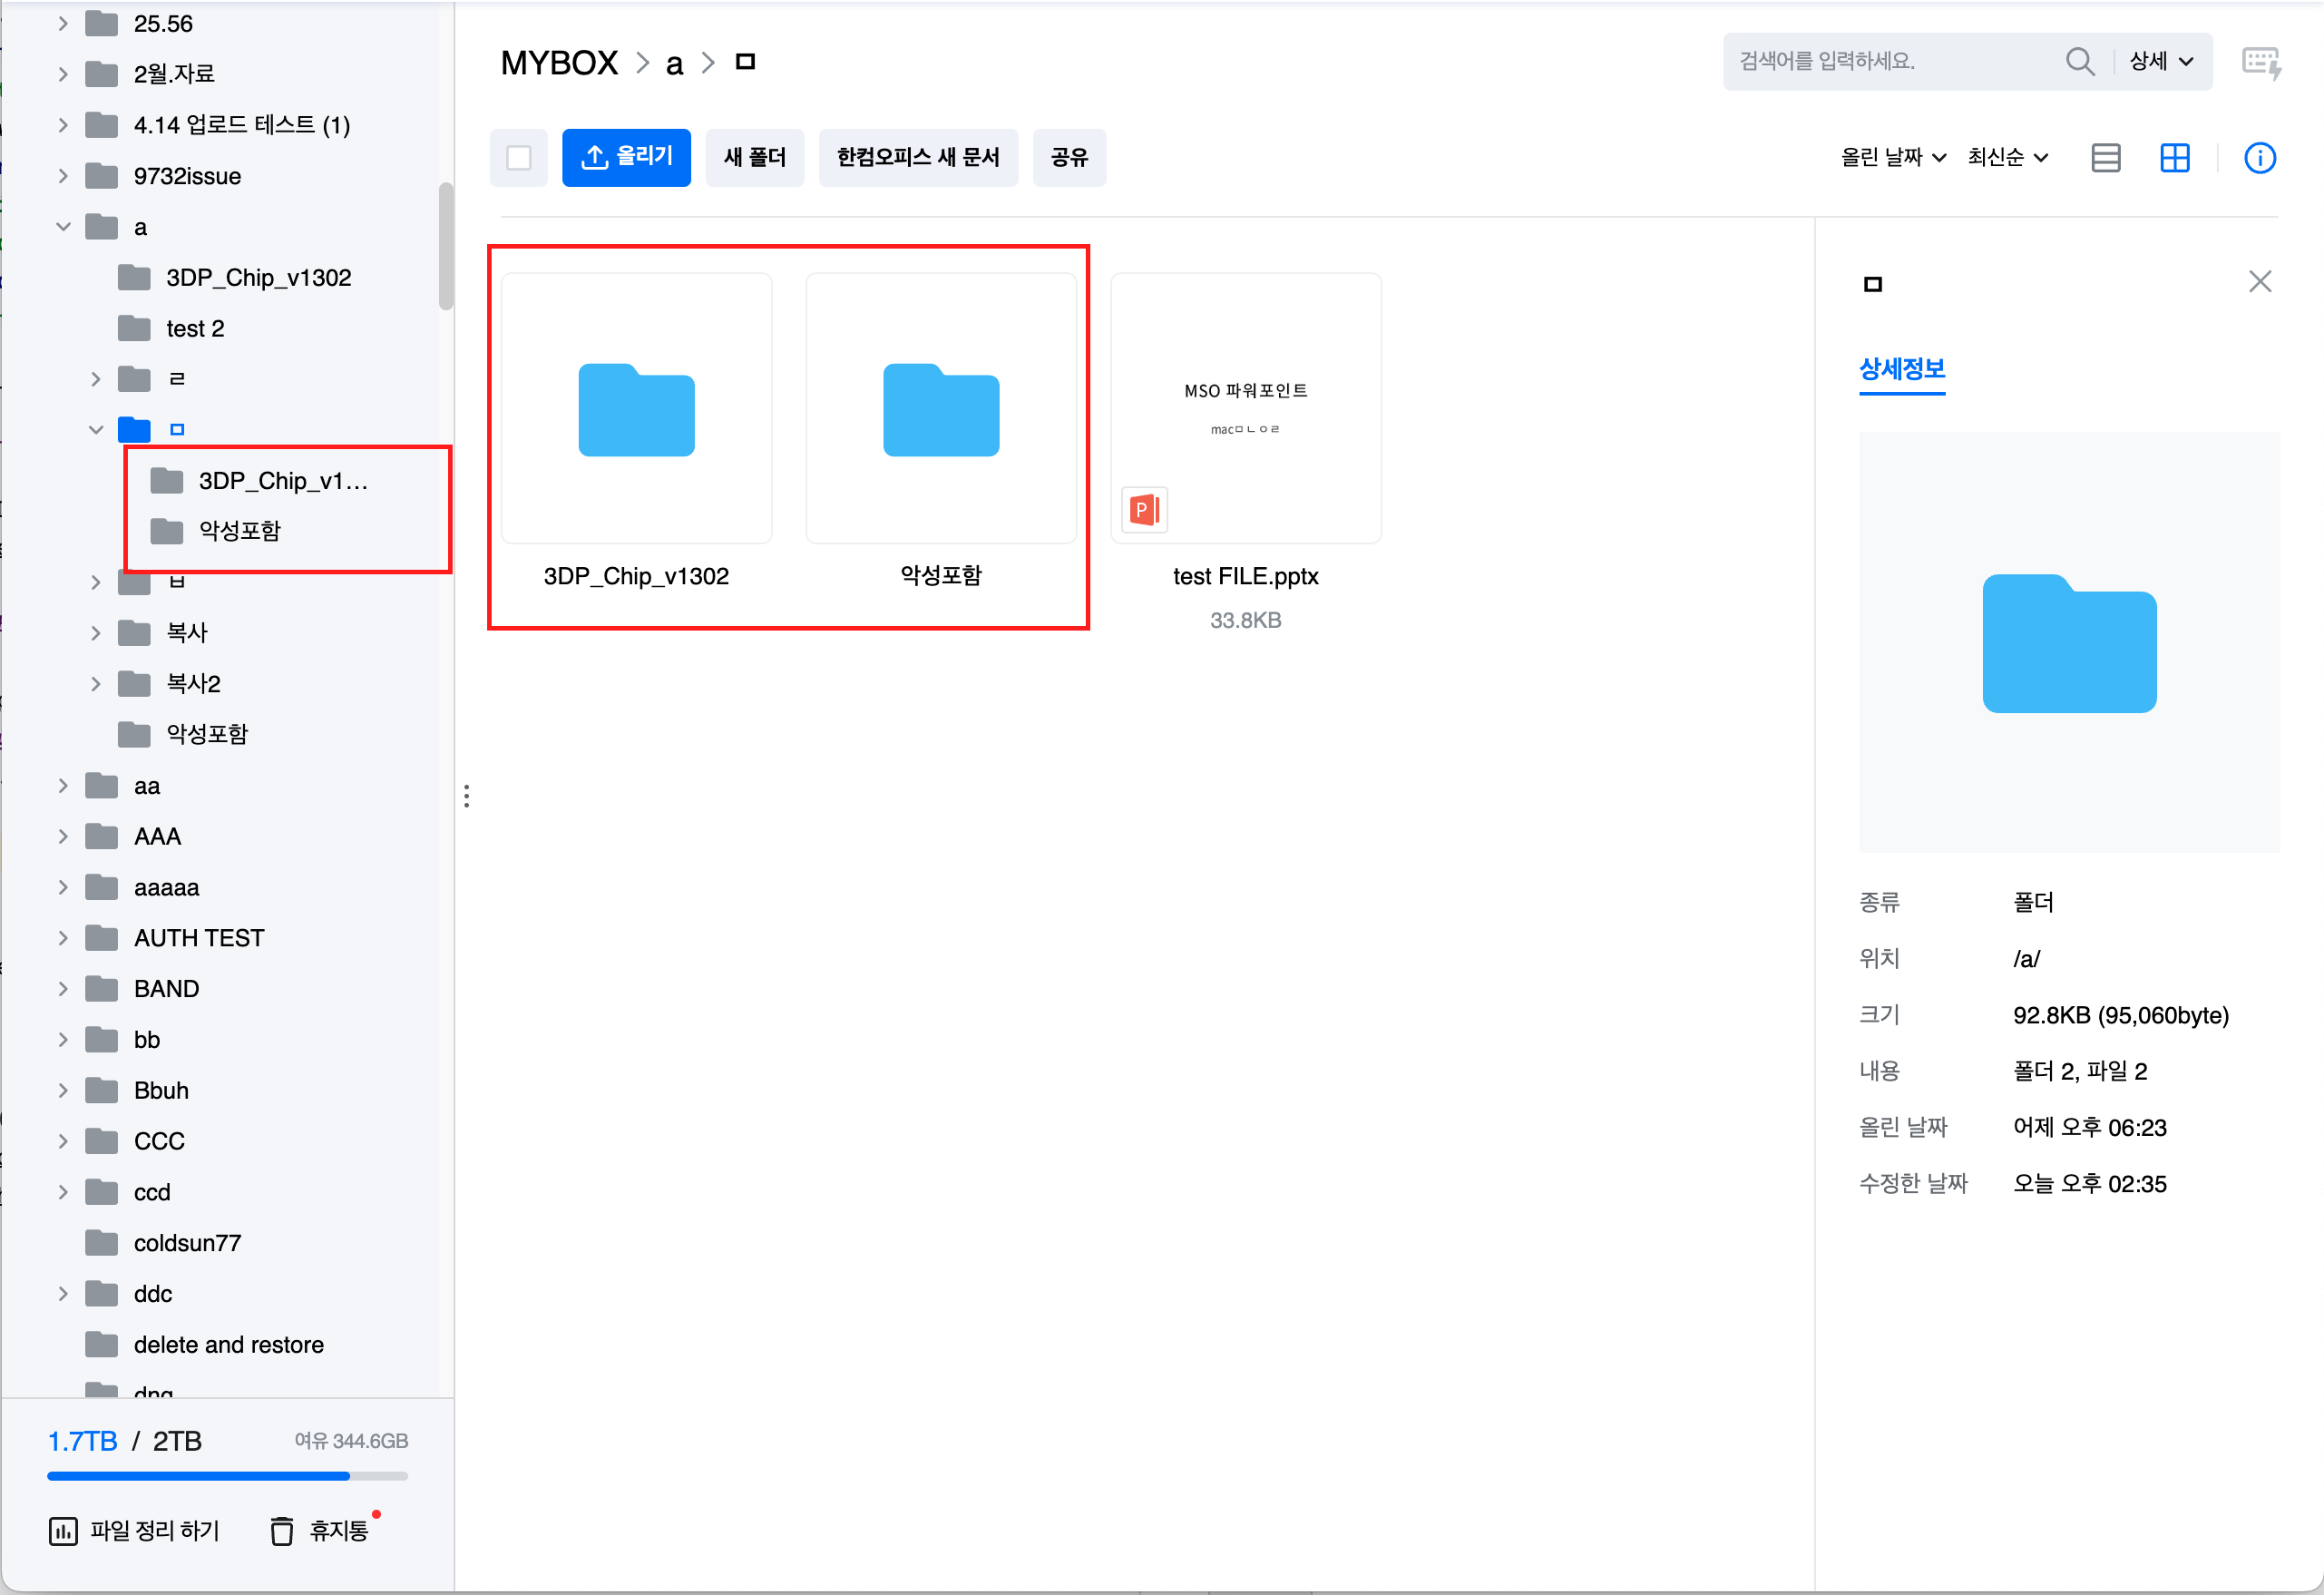 25.56
2월.자료
4.14 업로드 테스트 (1)
9732issue
a
3DP_Chip_v1302
test 2
ㄹ
ㅁ
3DP_Chip_v1...
악성포함
ㅂ
복사
복사2
악성포함
aa
AAA
aaaaa
AUTH TEST
BAND
bb
Bbuh
CCC
ccd
coldsun77
ddc
delete and restore
1.7TB / 2TB
여유 344.6GB
파일 정리 하기
휴지통
MYBOX > a > ㅁ
검색어를 입력하세요.
상세
올리기
새 폴더
한컴오피스 새 문서
공유
올린 날짜
최신순
3DP_Chip_v1302
악성포함
MSO 파워포인트
macㅁㄴㅇㄹ
P
test FILE.pptx
33.8KB
ㅁ
상세정보
종류 폴더
위치 /a/
크기 92.8KB (95,060byte)
내용 폴더 2, 파일 2
올린 날짜 어제 오후 06:23
수정한 날짜 오늘 오후 02:35